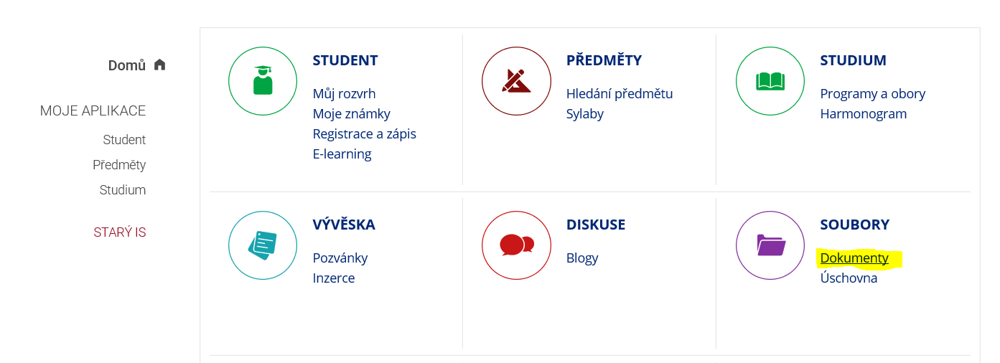 Domů
MOJE APLIKACE
Student
Předměty
Studium
STARÝ IS
STUDENT
Můj rozvrh
Moje známky
Registrace a zápis
E-learning
PŘEDMĚTY
Hledání předmětu
Sylaby
STUDIUM
Programy a obory
Harmonogram
VÝVĚSKA
Pozvánky
Inzerce
DISKUSE
Blogy
SOUBORY
Dokumenty
Úschovna